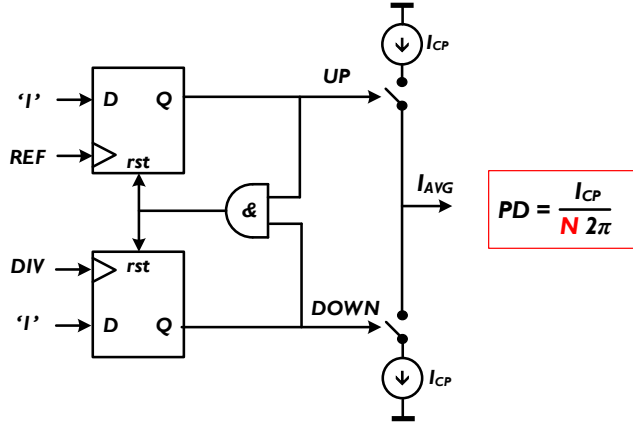 I_CP
UP
'1' D Q
REF
rst
I_AVG
&
PD = I_CP / N 2π
DIV rst
DOWN
'1' D Q
I_CP